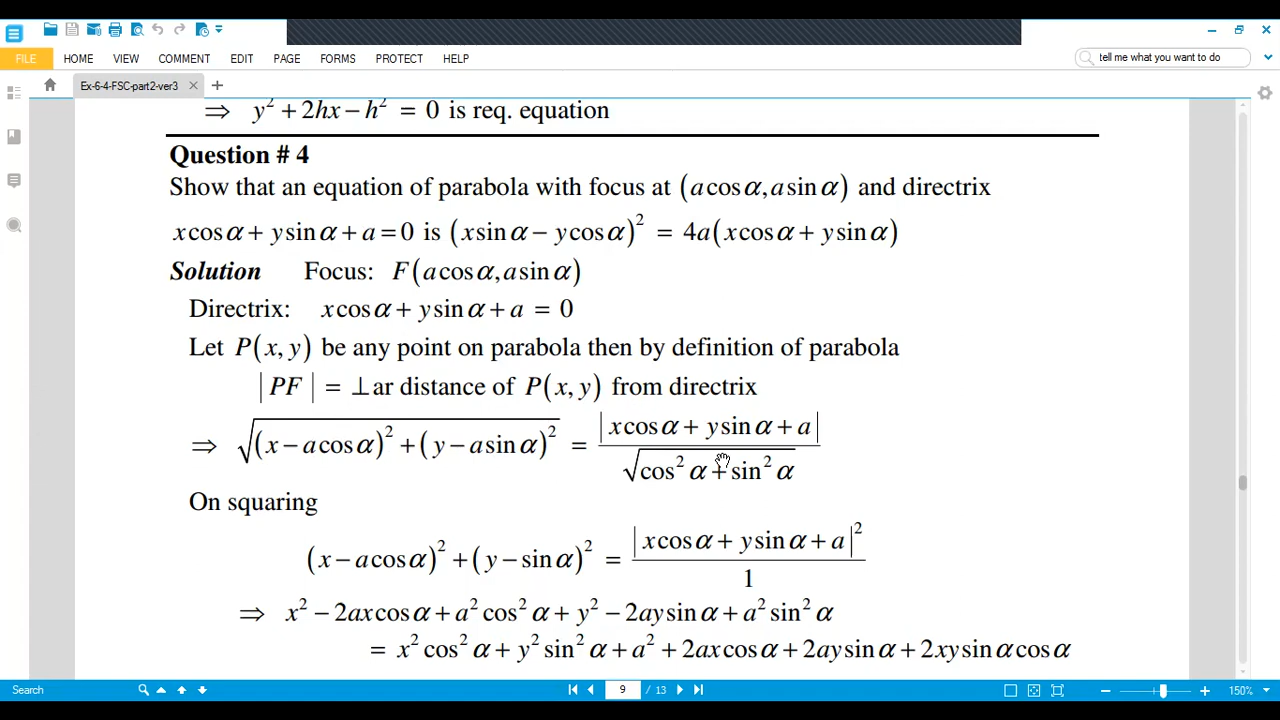 FILE HOME VIEW COMMENT EDIT PAGE FORMS PROTECT HELP tell me what you want to do
Ex-6-4-FSC-part2-ver3
⇒ y² + 2hx − h² = 0 is req. equation
Question # 4
Show that an equation of parabola with focus at (a cos α, a sin α) and directrix
x cos α + y sin α + a = 0 is (x sin α − y cos α)² = 4a(x cos α + y sin α)
Solution Focus: F(a cos α, a sin α)
Directrix: x cos α + y sin α + a = 0
Let P(x, y) be any point on parabola then by definition of parabola
|PF| = ⊥ar distance of P(x, y) from directrix
⇒ √((x − a cos α)² + (y − a sin α)²) = |x cos α + y sin α + a| / √(cos² α + sin² α)
On squaring
(x − a cos α)² + (y − sin α)² = |x cos α + y sin α + a|² / 1
⇒ x² − 2ax cos α + a² cos² α + y² − 2ay sin α + a² sin² α
= x² cos² α + y² sin² α + a² + 2ax cos α + 2ay sin α + 2xy sin α cos α
Search 9 / 13 150%